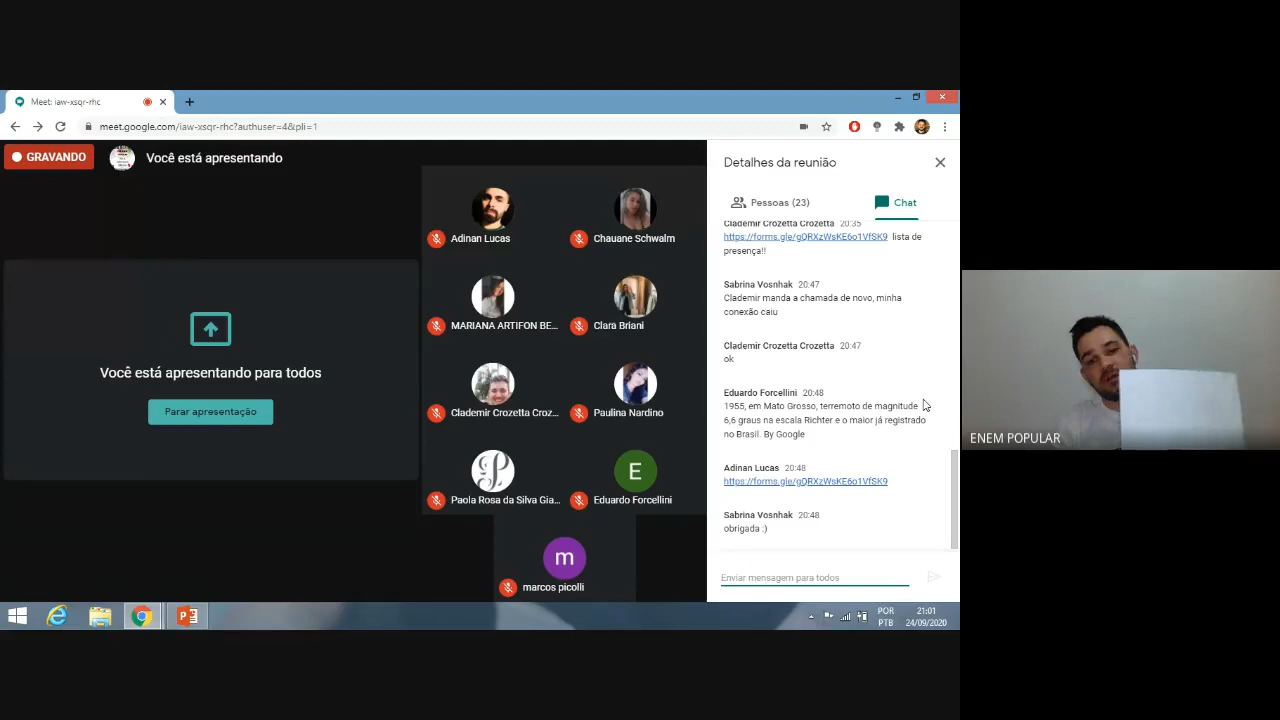 Meet: iaw-xsqr-rhc
meet.google.com/iaw-xsqr-rhc?authuser=4&pli=1
GRAVANDO
Você está apresentando
Você está apresentando para todos
Parar apresentação
Adinan Lucas
Chauane Schwalm
MARIANA ARTIFON BE...
Clara Briani
Clademir Crozetta Croz...
Paulina Nardino
Paola Rosa da Silva Gia...
E
Eduardo Forcellini
m
marcos picolli
Detalhes da reunião
Pessoas (23)
Chat
Clademir Crozetta Crozetta 20:35
https://forms.gle/gQRXzWsKE6o1VfSK9 lista de
presença!!
Sabrina Vosnhak 20:47
Clademir manda a chamada de novo, minha
conexão caiu
Clademir Crozetta Crozetta 20:47
ok
Eduardo Forcellini 20:48
1955, em Mato Grosso, terremoto de magnitude
6,6 graus na escala Richter e o maior já registrado
no Brasil. By Google
Adinan Lucas 20:48
https://forms.gle/gQRXzWsKE6o1VfSK9
Sabrina Vosnhak 20:48
obrigada :)
Enviar mensagem para todos
POR
PTB
21:01
24/09/2020
ENEM POPULAR